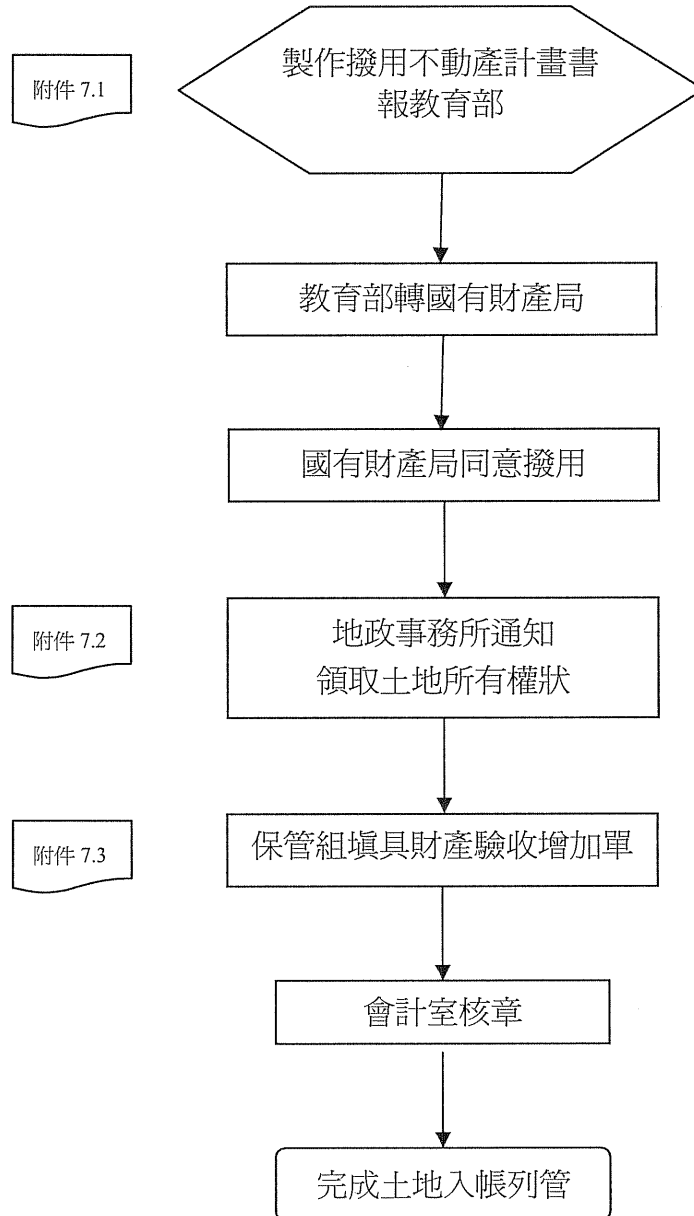 附件 7.1
製作撥用不動產計畫書
報教育部
教育部轉國有財產局
國有財產局同意撥用
附件 7.2
地政事務所通知
領取土地所有權狀
附件 7.3
保管組填具財產驗收增加單
會計室核章
完成土地入帳列管